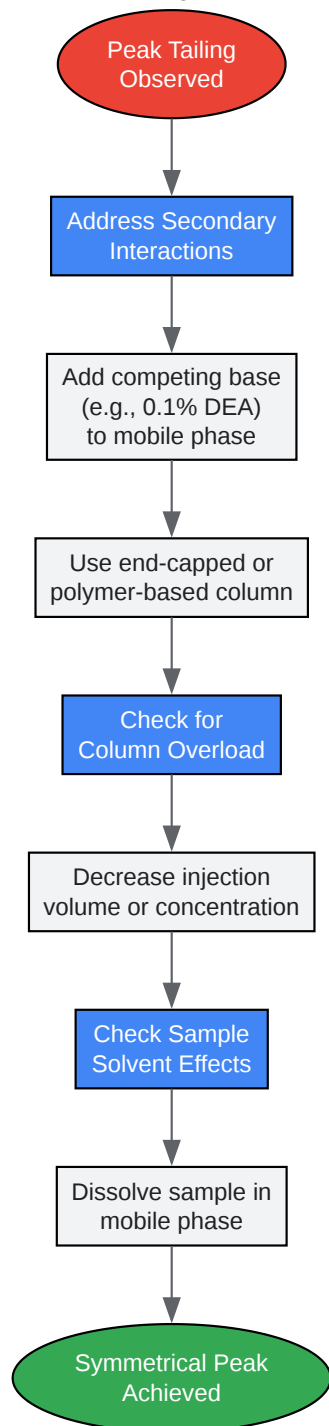 Peak Tailing
Observed
Address Secondary
Interactions
Add competing base
(e.g., 0.1% DEA)
to mobile phase
Use end-capped or
polymer-based column
Check for
Column Overload
Decrease injection
volume or concentration
Check Sample
Solvent Effects
Dissolve sample in
mobile phase
Symmetrical Peak
Achieved